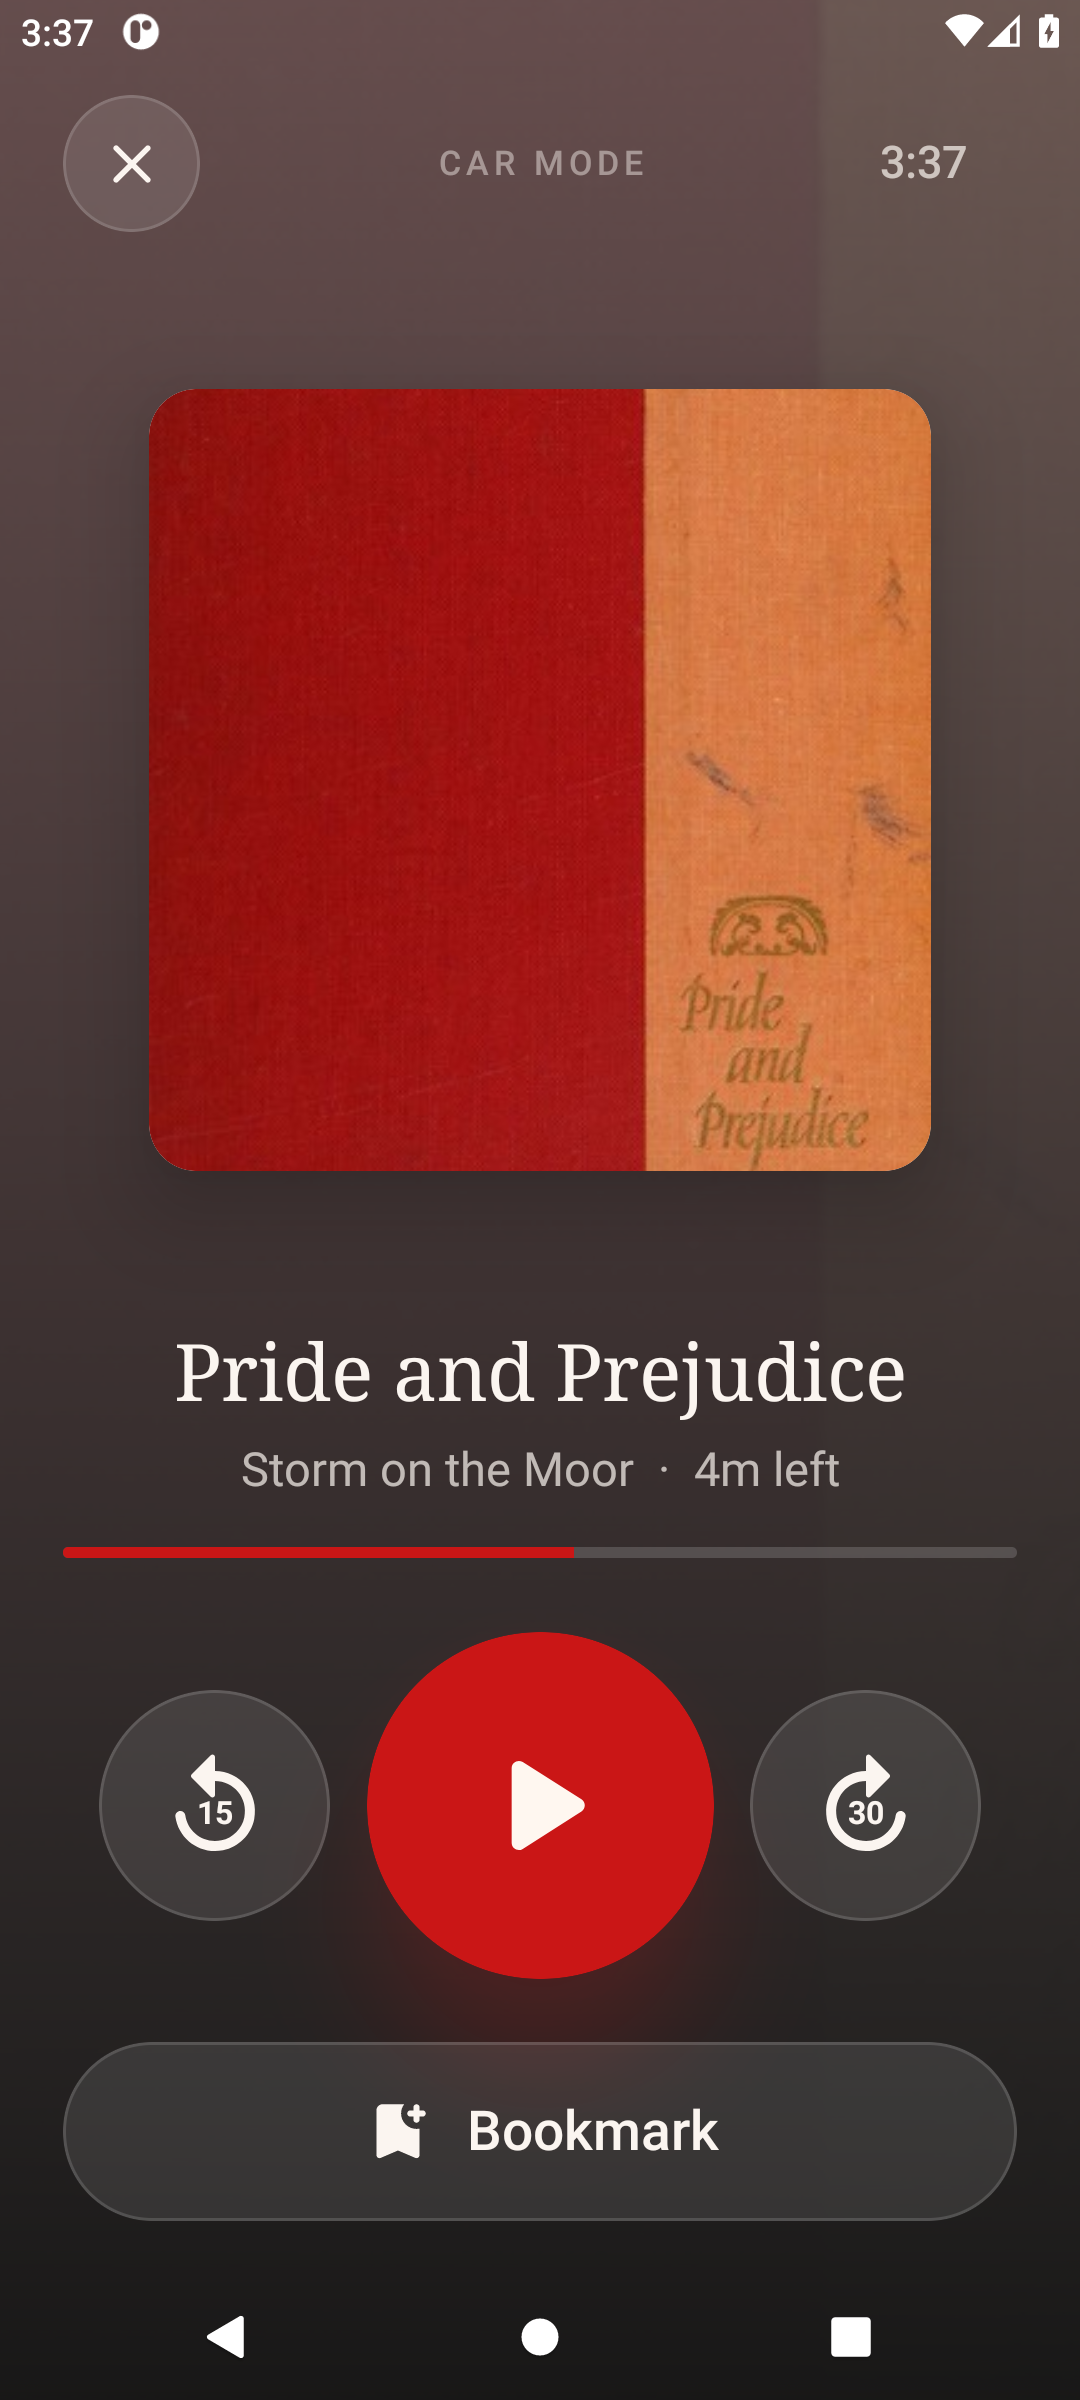 3:37
CAR MODE
3:37
Pride
and
Prejudice
Pride and Prejudice
Storm on the Moor · 4m left
15
30
Bookmark